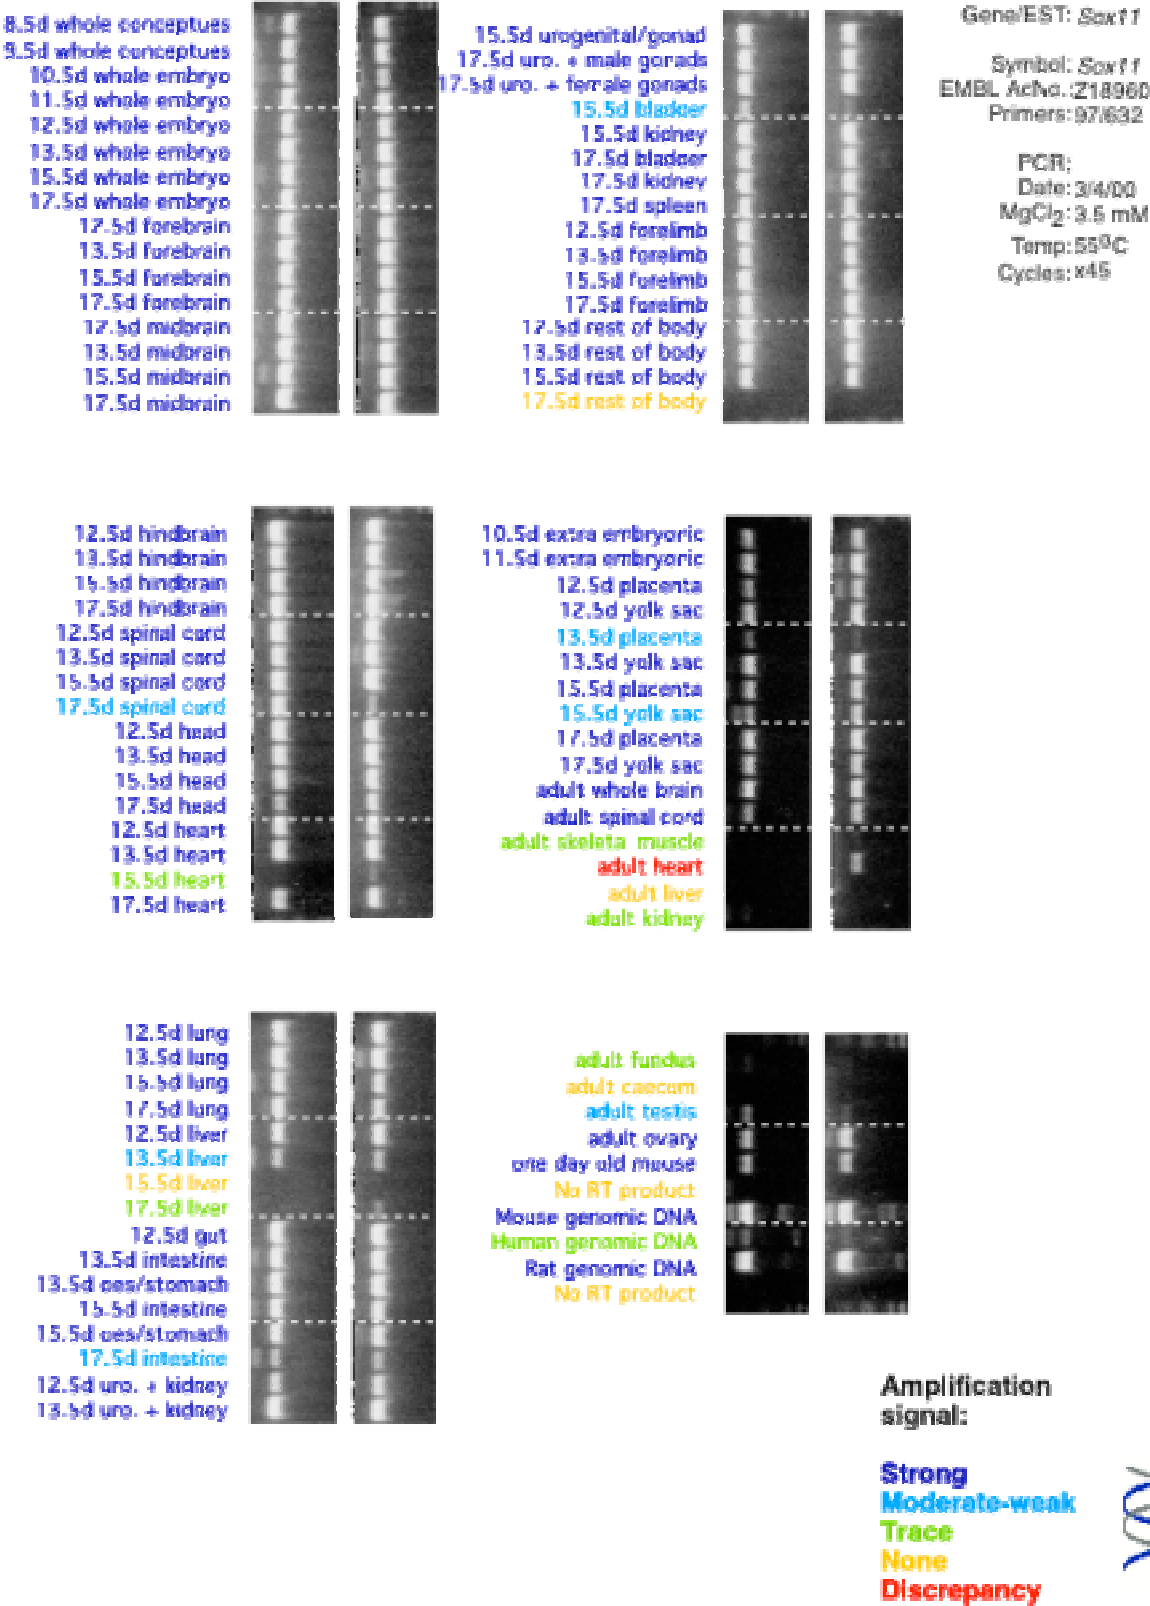 8.5d whole conceptues
9.5d whole conceptues
10.5d whole embryo
11.5d whole embryo
12.5d whole embryo
13.5d whole embryo
15.5d whole embryo
17.5d whole embryo
12.5d forebrain
13.5d forebrain
15.5d forebrain
17.5d forebrain
12.5d midbrain
13.5d midbrain
15.5d midbrain
17.5d midbrain
15.5d urogenital/gonad
17.5d uro. + male gonads
17.5d uro. + female gonads
15.5d bladder
15.5d kidney
17.5d bladder
17.5d kidney
17.5d spleen
12.5d forelimb
13.5d forelimb
15.5d forelimb
17.5d forelimb
12.5d rest of body
13.5d rest of body
15.5d rest of body
17.5d rest of body
Gene/EST: Sox11
Symbol: Sox11
EMBL AcNo.: Z18960
Primers: 97/632
PCR:
Date: 3/4/00
MgCl2: 3.5 mM
Temp: 55ºC
Cycles: x45
12.5d hindbrain
13.5d hindbrain
15.5d hindbrain
17.5d hindbrain
12.5d spinal cord
13.5d spinal cord
15.5d spinal cord
17.5d spinal cord
12.5d head
13.5d head
15.5d head
17.5d head
12.5d heart
13.5d heart
15.5d heart
17.5d heart
10.5d extra embryonic
11.5d extra embryonic
12.5d placenta
12.5d yolk sac
13.5d placenta
13.5d yolk sac
15.5d placenta
15.5d yolk sac
17.5d placenta
17.5d yolk sac
adult whole brain
adult spinal cord
adult skeletal muscle
adult heart
adult liver
adult kidney
12.5d lung
13.5d lung
15.5d lung
17.5d lung
12.5d liver
13.5d liver
15.5d liver
17.5d liver
12.5d gut
13.5d intestine
13.5d oes/stomach
15.5d intestine
15.5d oes/stomach
17.5d intestine
12.5d uro. + kidney
13.5d uro. + kidney
adult fundus
adult caecum
adult testis
adult ovary
one day old mouse
No RT product
Mouse genomic DNA
Human genomic DNA
Rat genomic DNA
No RT product
Amplification
signal:
Strong
Moderate-weak
Trace
None
Discrepancy